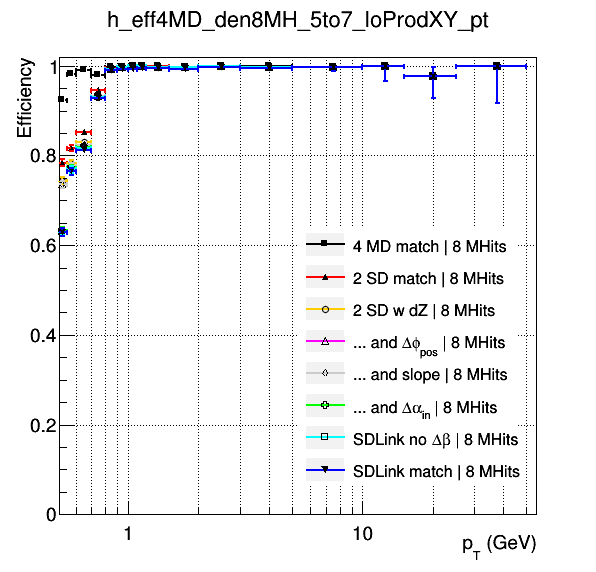 h_eff4MD_den8MH_5to7_loProdXY_pt
Efficiency
1
0.8
0.6
0.4
0.2
0
4 MD match | 8 MHits
2 SD match | 8 MHits
2 SD w dZ | 8 MHits
... and Δϕpos | 8 MHits
... and slope | 8 MHits
... and Δαin | 8 MHits
SDLink no Δβ | 8 MHits
SDLink match | 8 MHits
1 10
pT (GeV)